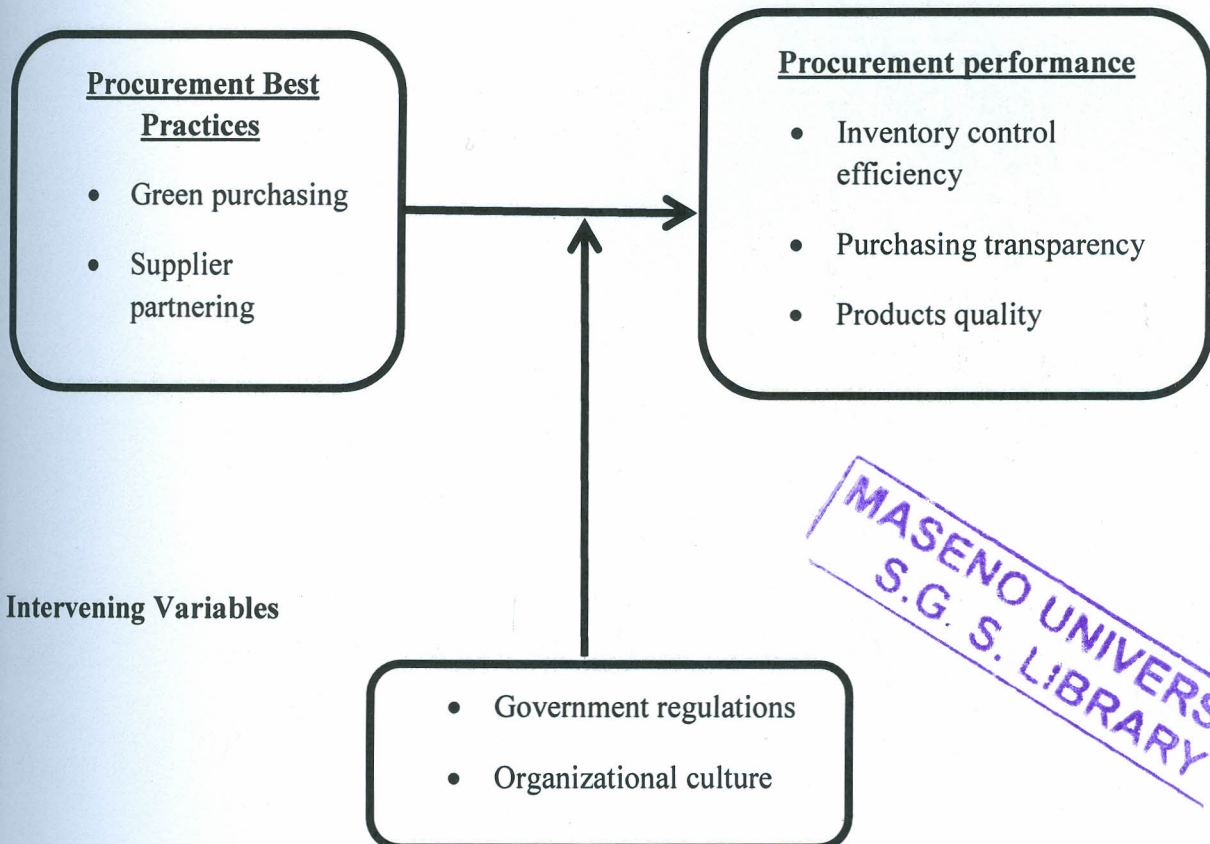 Procurement Best
Practices
• Green purchasing
• Supplier
partnering
Procurement performance
• Inventory control
efficiency
• Purchasing transparency
• Products quality
Intervening Variables
• Government regulations
• Organizational culture
MASENO UNIVERS
S.G. S. LIBRARY